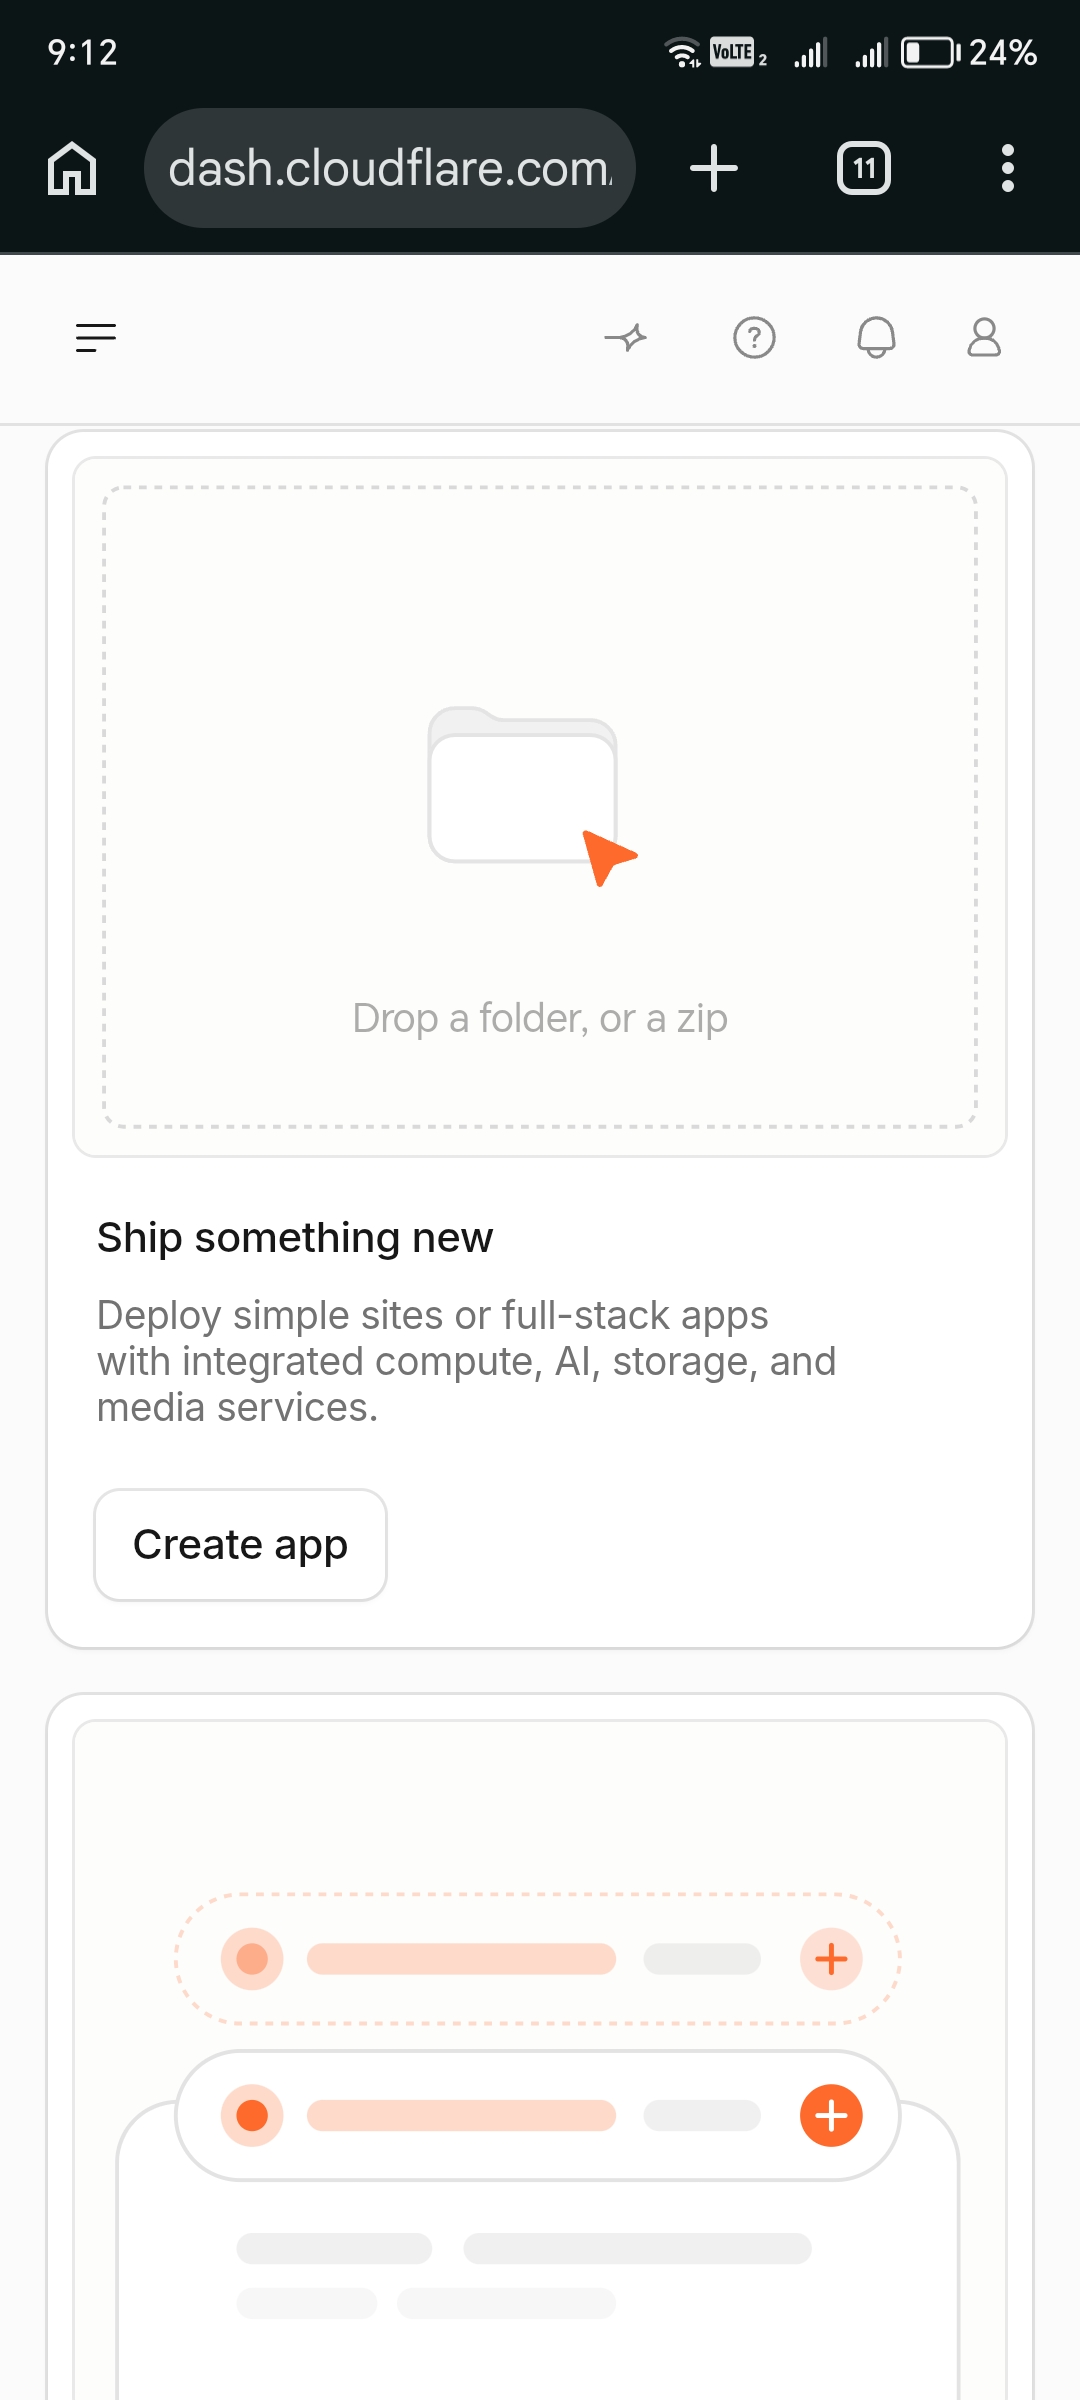 9:12
VoLTE 2
24%
dash.cloudflare.com
11
?
Drop a folder, or a zip
Ship something new
Deploy simple sites or full-stack apps
with integrated compute, AI, storage, and
media services.
Create app